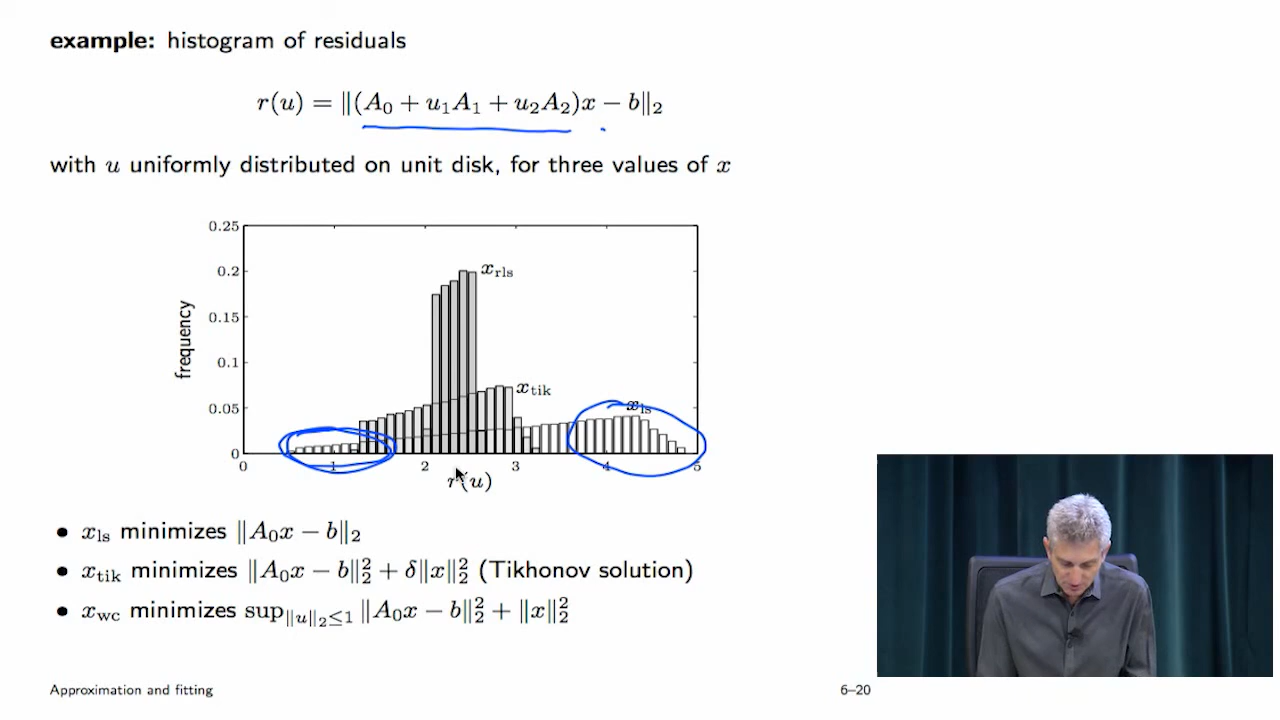 example: histogram of residuals
r(u) = ‖(A₀ + u₁A₁ + u₂A₂)x − b‖₂
with u uniformly distributed on unit disk, for three values of x
0.25
0.2
0.15
0.1
0.05
0
frequency
x_rls
x_tik
x_ls
0 1 2 3 4 5
r(u)
• x_ls minimizes ‖A₀x − b‖₂
• x_tik minimizes ‖A₀x − b‖₂² + δ‖x‖₂² (Tikhonov solution)
• x_wc minimizes sup_{‖u‖₂≤1} ‖A₀x − b‖₂² + ‖x‖₂²
Approximation and fitting 6–20